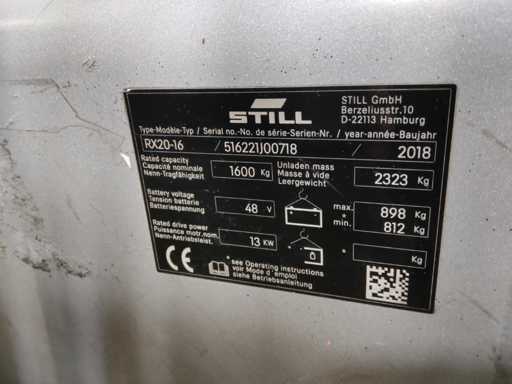 STILL
STILL GmbH
Berzeliusstr.10
D-22113 Hamburg
Type-Modèle-Typ / Serial no.-No. de série-Serien-Nr. / year-année-Baujahr
RX20-16 / 516221J00718 / 2018
Rated capacity
Capacité nominale
Nenn-Tragfähigkeit
1600 Kg
Unladen mass
Masse à vide
Leergewicht
2323 Kg
Battery voltage
Tension batterie
Batteriespannung
48 V
max.
*
min.
898 Kg
812 Kg
Rated drive power
Puissance motr.nom.
Nenn-Antriebsleist.
13 KW
* Kg
CE
* see Operating instructions
voir Mode d´emploi
siehe Betriebsanleitung